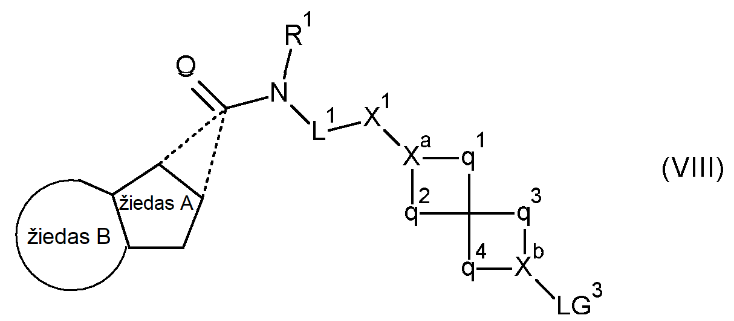 R1
O
N
L1
X1
Xa
q1
(VIII)
žiedas A
žiedas B
q2
q3
q4
Xb
LG3